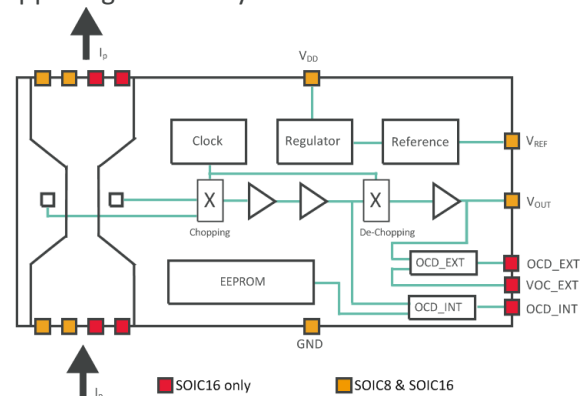 Ip
VDD
Clock
Regulator
Reference
VREF
X
X
VOUT
Chopping
De-Chopping
OCD_EXT
OCD_EXT
VOC_EXT
EEPROM
OCD_INT
OCD_INT
GND
Ip
SOIC16 only
SOIC8 & SOIC16